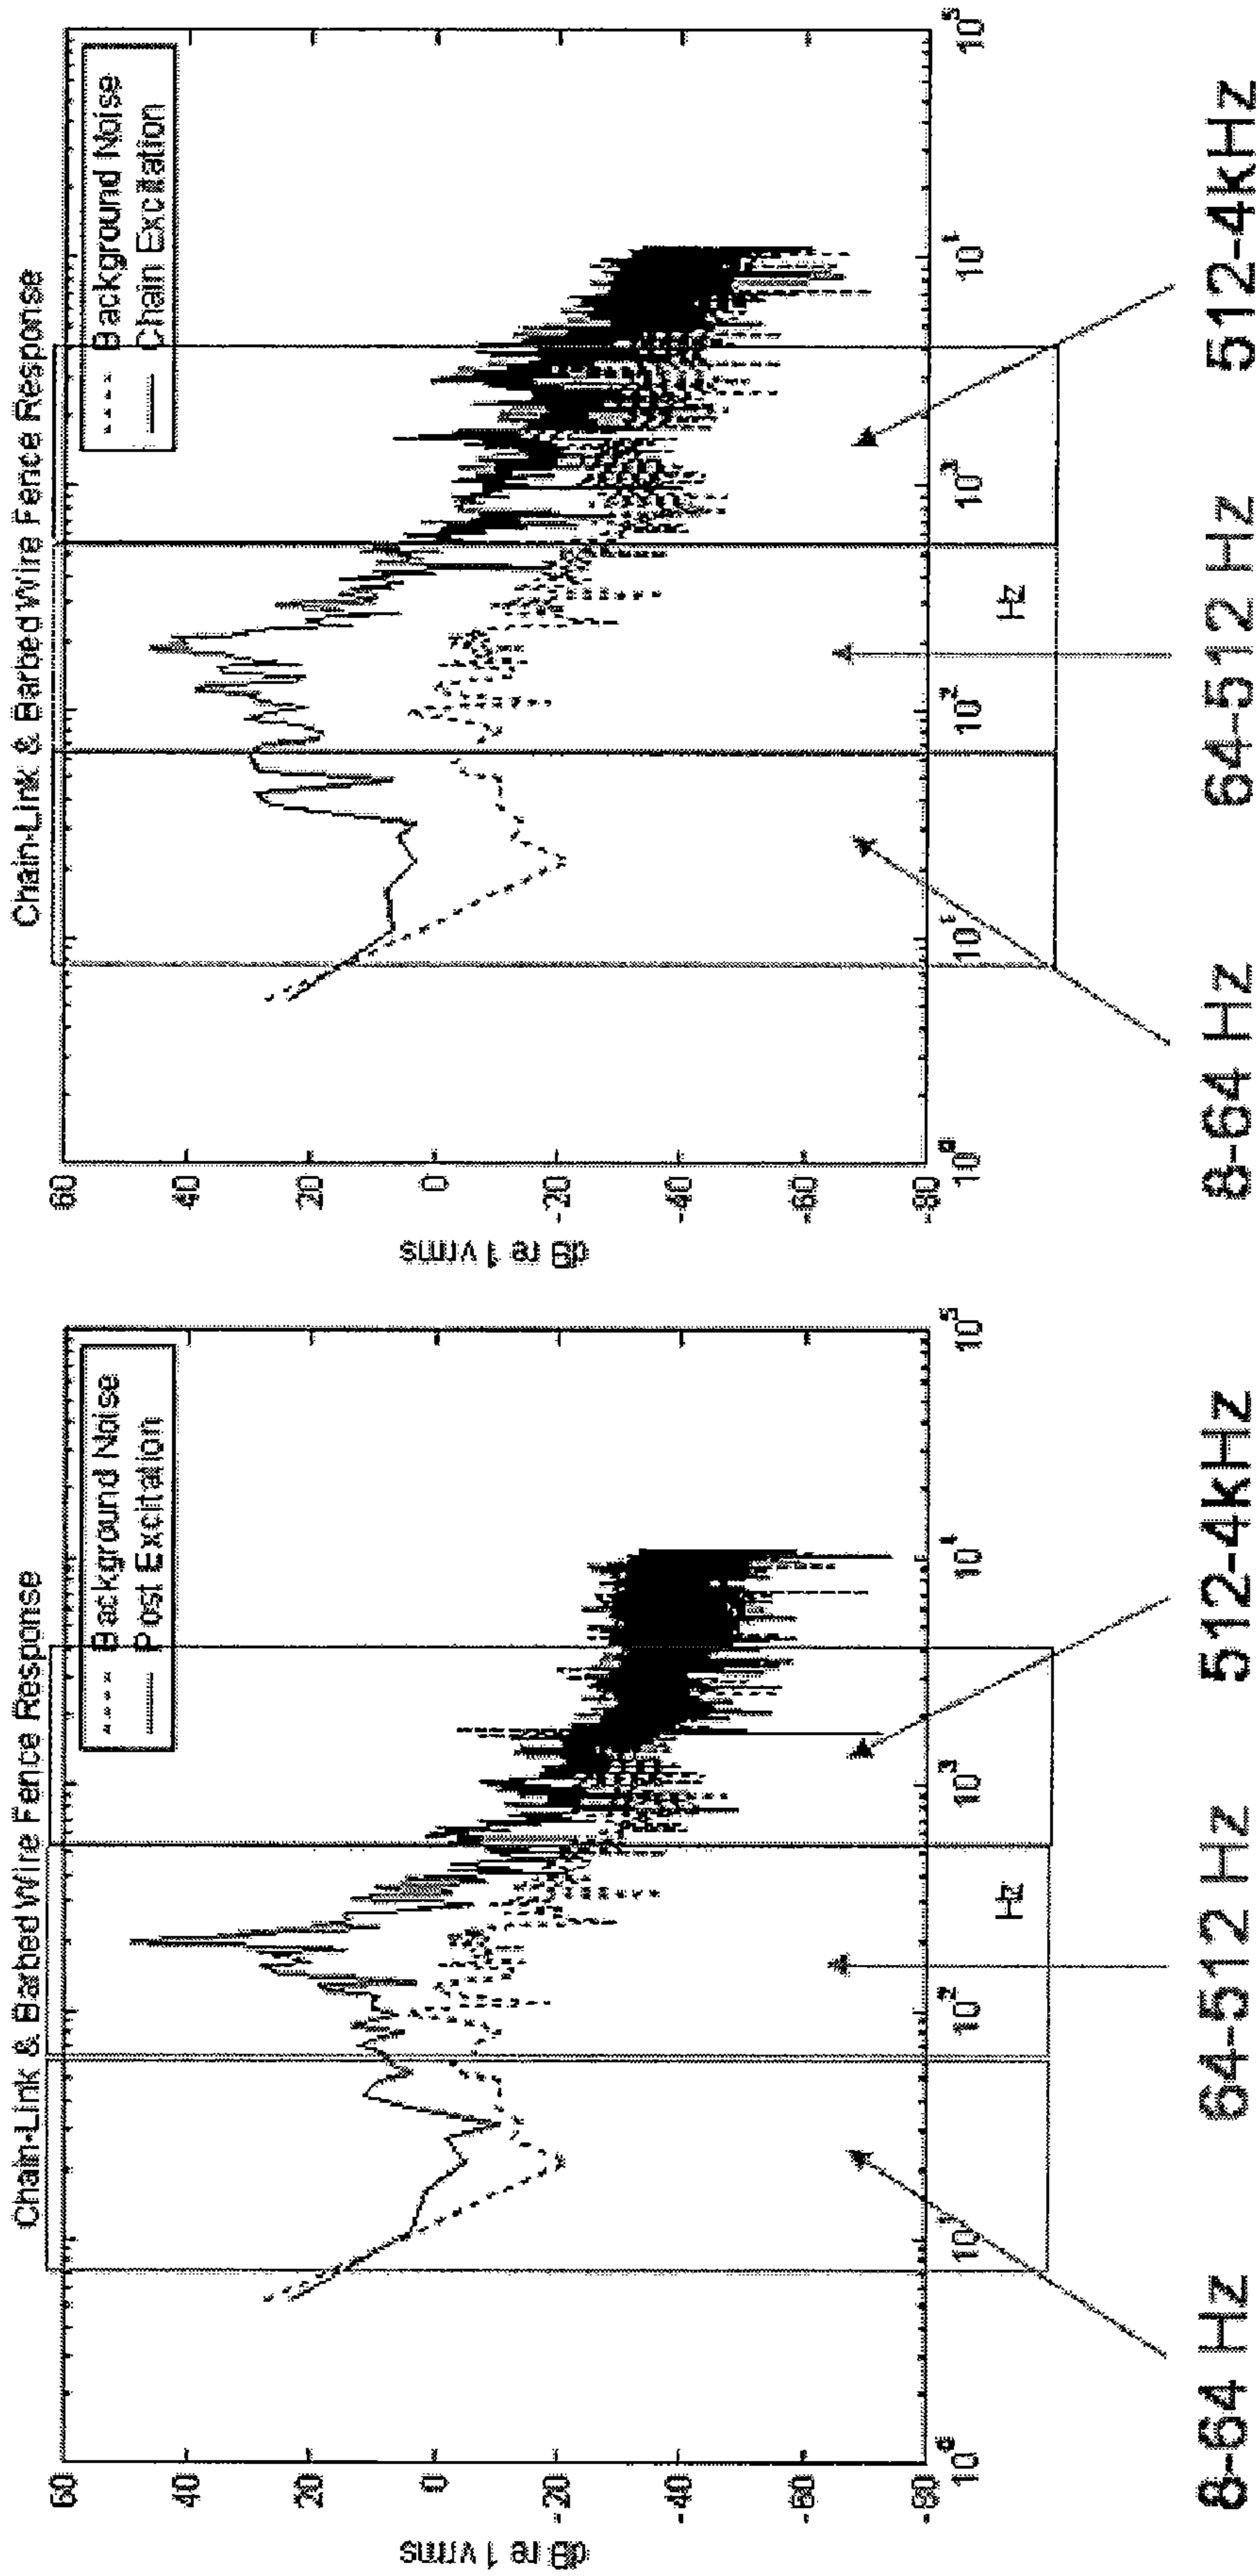 Chain-Link & Barbed Wire Fence Response
Background Noise
Post Excitation
dB re 1 vrms
60
40
20
0
-20
-40
-60
-80
10^0
10^1
10^2
10^3
10^4
10^5
Hz
8-64 Hz
64-512 Hz
512-4kHz
Chain-Link & Barbed Wire Fence Response
Background Noise
Chain Excitation
dB re 1 vrms
60
40
20
0
-20
-40
-60
-80
10^0
10^1
10^2
10^3
10^5
Hz
8-64 Hz
64-512 Hz
512-4kHz